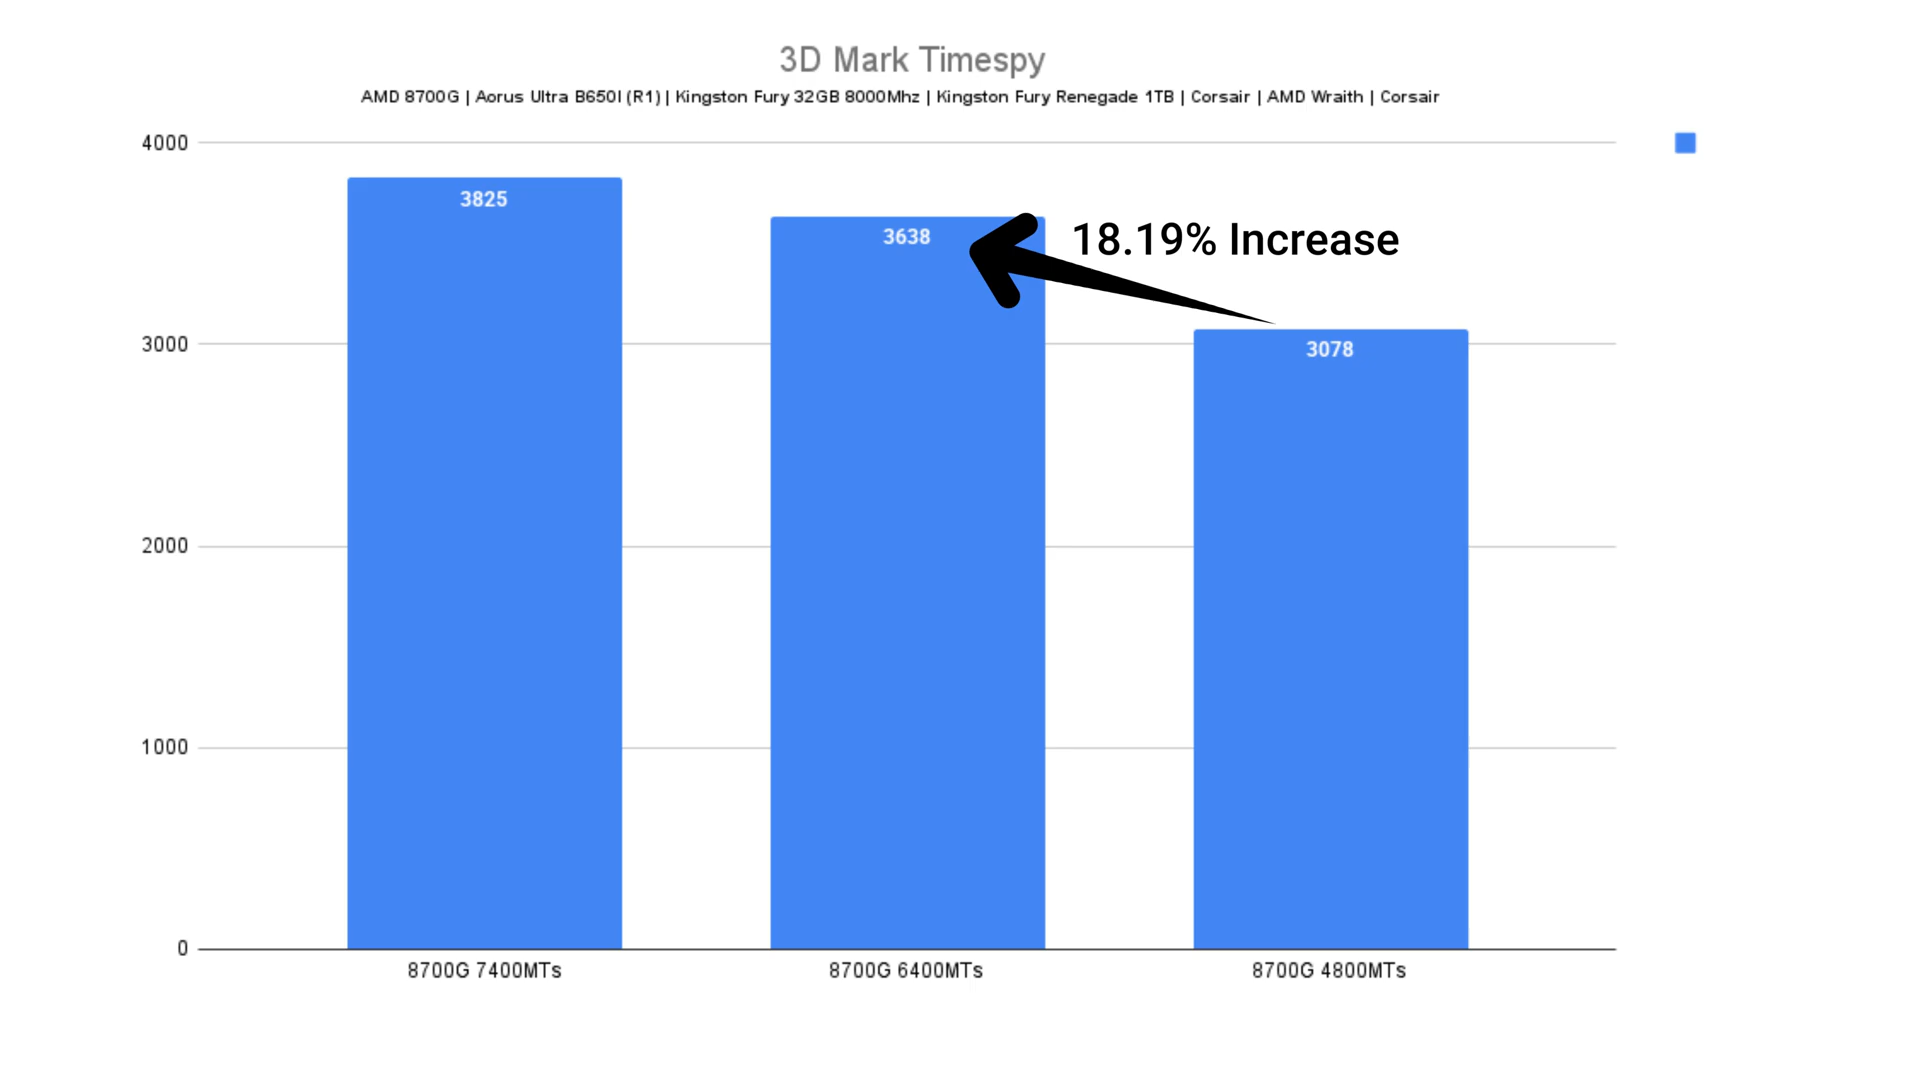 3D Mark Timespy
AMD 8700G | Aorus Ultra B650I (R1) | Kingston Fury 32GB 8000Mhz | Kingston Fury Renegade 1TB | Corsair | AMD Wraith | Corsair
4000
3825
3638
18.19% Increase
3000
3078
2000
1000
0
8700G 7400MTs
8700G 6400MTs
8700G 4800MTs